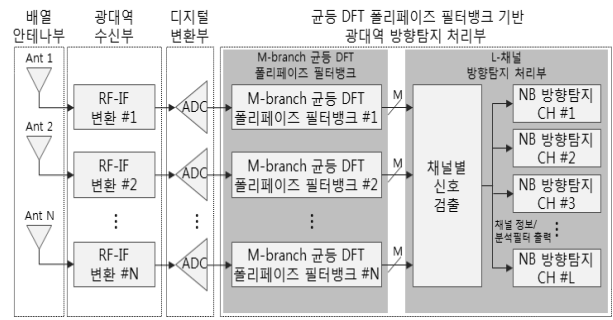 배열
안테나부
광대역
수신부
디지털
변환부
균등 DFT 폴리페이즈 필터뱅크 기반
광대역 방향탐지 처리부
M-branch 균등 DFT
폴리페이즈 필터뱅크
L-채널
방향탐지 처리부
Ant 1
RF-IF
변환 #1
ADC
M-branch 균등 DFT
폴리페이즈 필터뱅크 #1
M
Ant 2
RF-IF
변환 #2
ADC
M-branch 균등 DFT
폴리페이즈 필터뱅크 #2
M
Ant N
RF-IF
변환 #N
ADC
M-branch 균등 DFT
폴리페이즈 필터뱅크 #N
M
채널별
신호
검출
NB 방향탐지
CH #1
NB 방향탐지
CH #2
NB 방향탐지
CH #3
채널 정보/
분석필터 출력
NB 방향탐지
CH #L